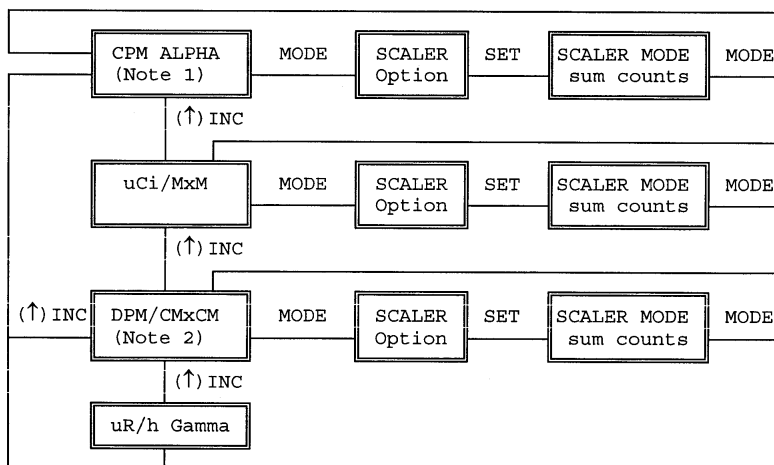 CPM ALPHA
(Note 1)
MODE
SCALER
Option
SET
SCALER MODE
sum counts
MODE
(↑) INC
uCi/MxM
MODE
SCALER
Option
SET
SCALER MODE
sum counts
MODE
(↑) INC
(↑) INC
DPM/CMxCM
(Note 2)
MODE
SCALER
Option
SET
SCALER MODE
sum counts
MODE
(↑) INC
uR/h Gamma